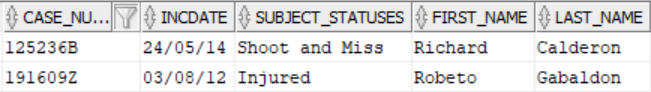 CASE_NU... INCDATE SUBJECT_STATUSES FIRST_NAME LAST_NAME
125236B 24/05/14 Shoot and Miss Richard Calderon
191609Z 03/08/12 Injured Robeto Gabaldon